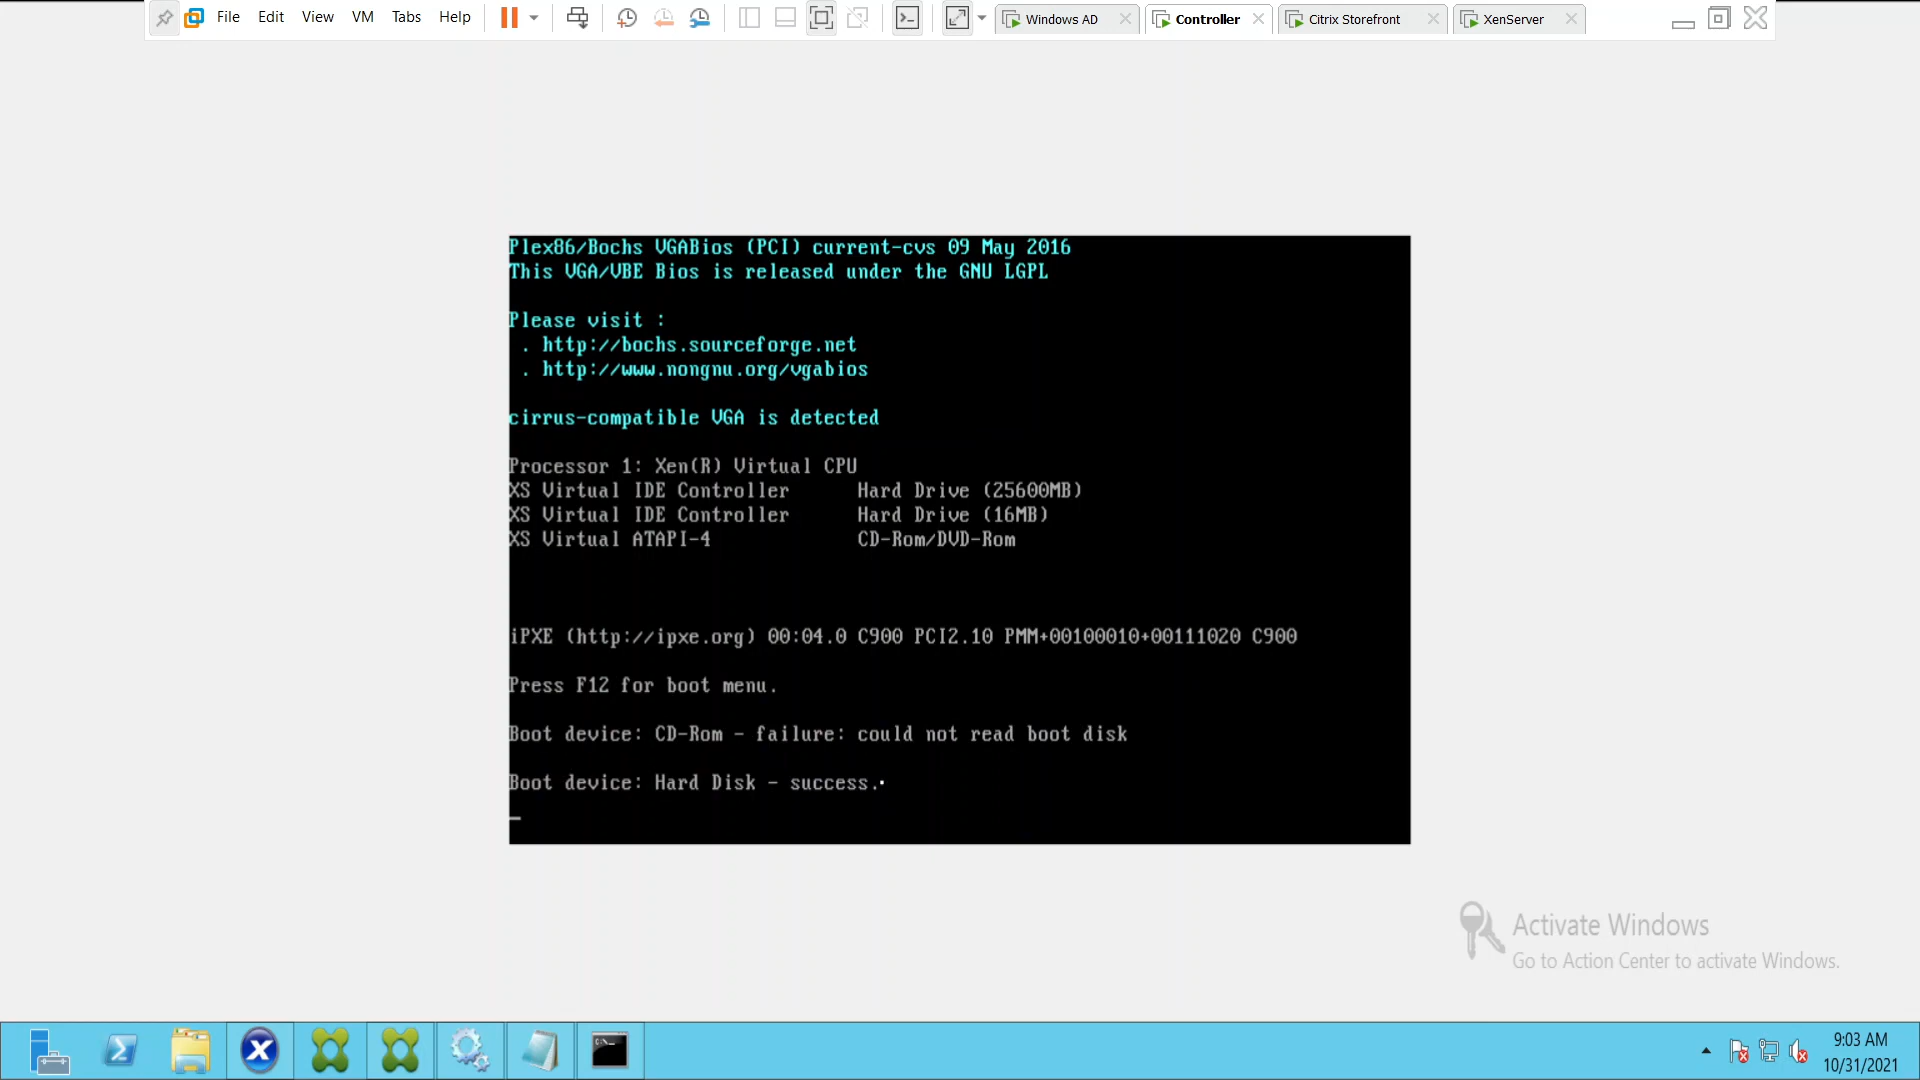 File Edit View VM Tabs Help Windows AD Controller Citrix Storefront XenServer
Plex86/Bochs VGABios (PCI) current-cvs 09 May 2016
This VGA/VBE Bios is released under the GNU LGPL
Please visit :
. http://bochs.sourceforge.net
. http://www.nongnu.org/vgabios
cirrus-compatible VGA is detected
Processor 1: Xen(R) Virtual CPU
XS Virtual IDE Controller Hard Drive (25600MB)
XS Virtual IDE Controller Hard Drive (16MB)
XS Virtual ATAPI-4 CD-Rom/DVD-Rom
iPXE (http://ipxe.org) 00:04.0 C900 PCI2.10 PMM+00100010+00111020 C900
Press F12 for boot menu.
Boot device: CD-Rom - failure: could not read boot disk
Boot device: Hard Disk - success.
Activate Windows
Go to Action Center to activate Windows.
9:03 AM
10/31/2021